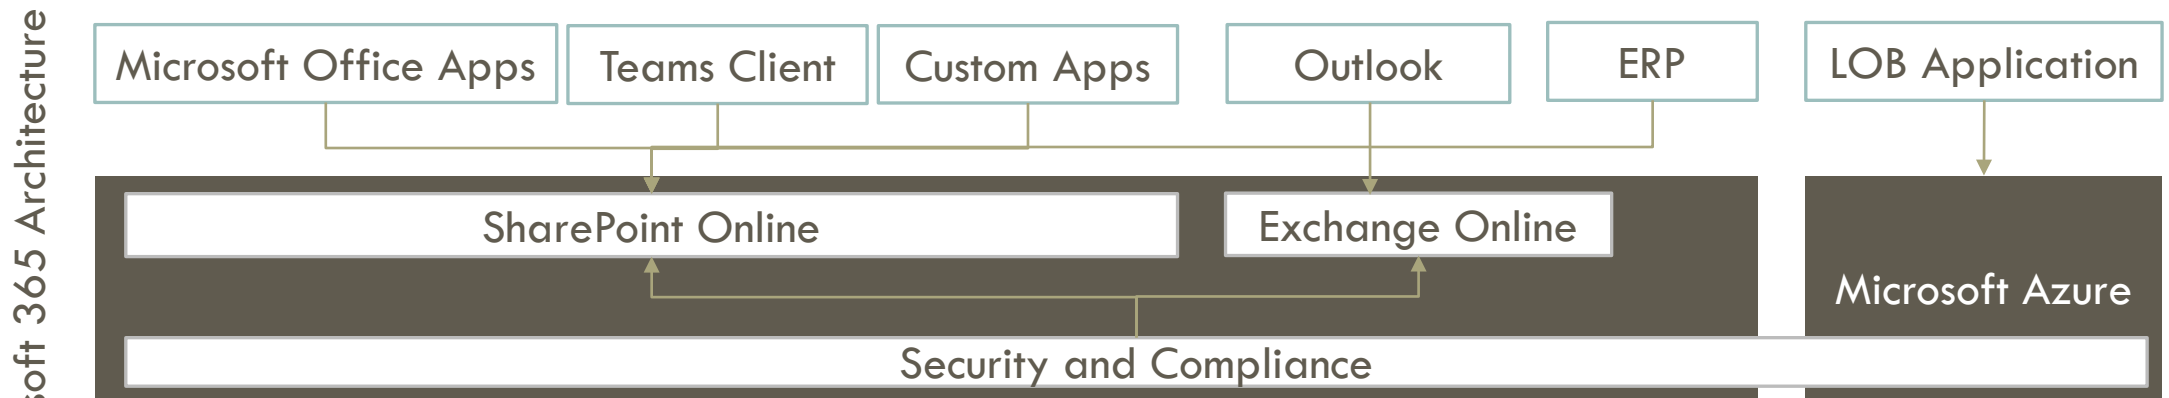 soft 365 Architecture
Microsoft Office Apps
Teams Client
Custom Apps
Outlook
ERP
LOB Application
SharePoint Online
Exchange Online
Microsoft Azure
Security and Compliance